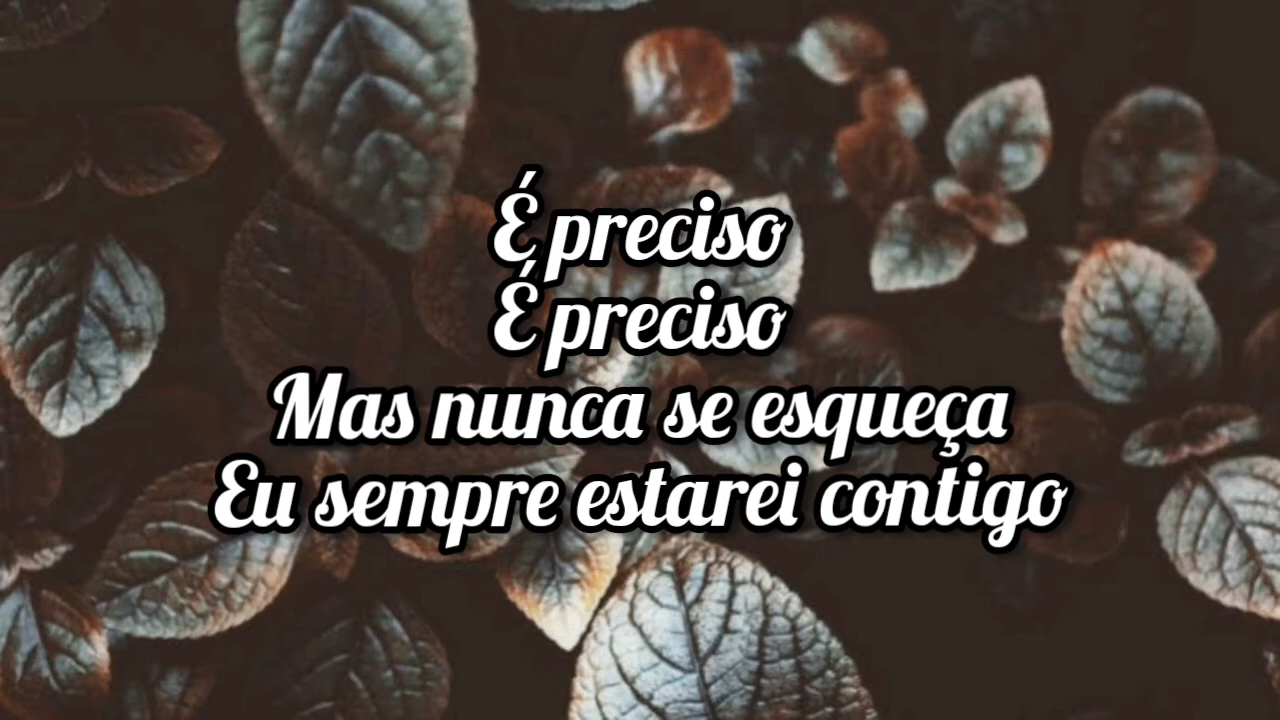 É preciso
É preciso
Mas nunca se esqueça
Eu sempre estarei contigo